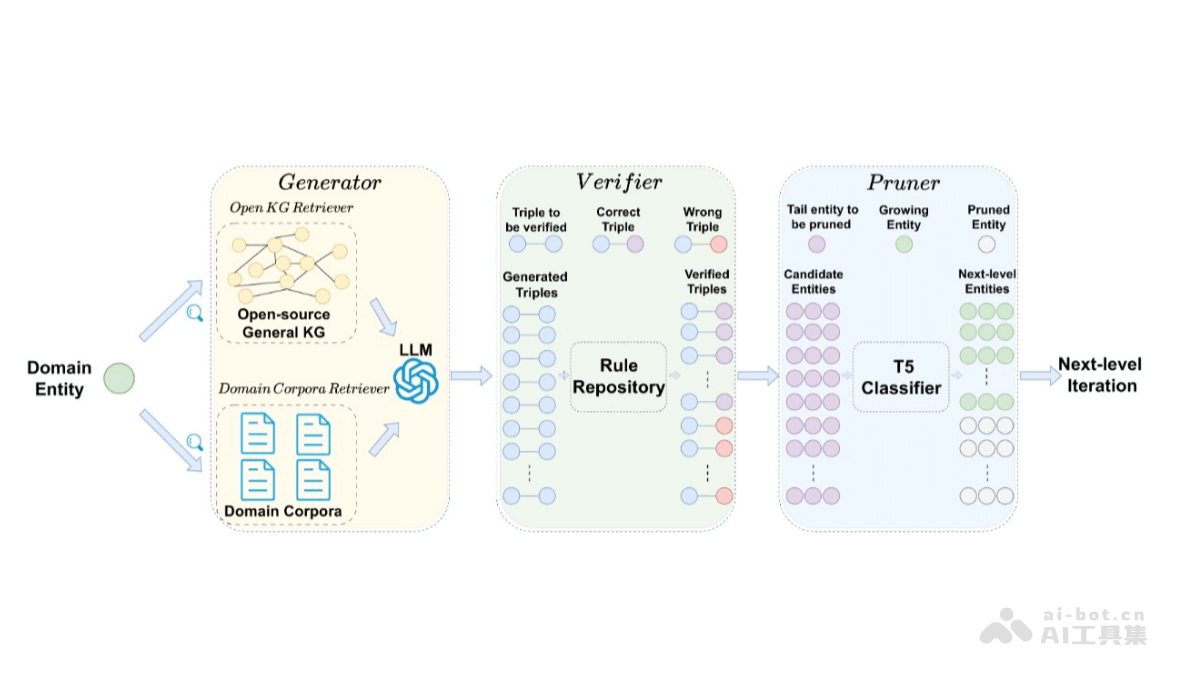 Domain
Entity
Generator
Open KG Retriever
Open-source
General KG
LLM
Domain Corpora Retriever
Domain Corpora
Verifier
Triple to
be verified
Correct
Triple
Wrong
Triple
Generated
Triples
Rule
Repository
Verified
Triples
Pruner
Tail entity to
be pruned
Growing
Entity
Pruned
Entity
Candidate
Entities
T5
Classifier
Next-level
Entities
Next-level
Iteration
ai-bot.cn
AI工具集